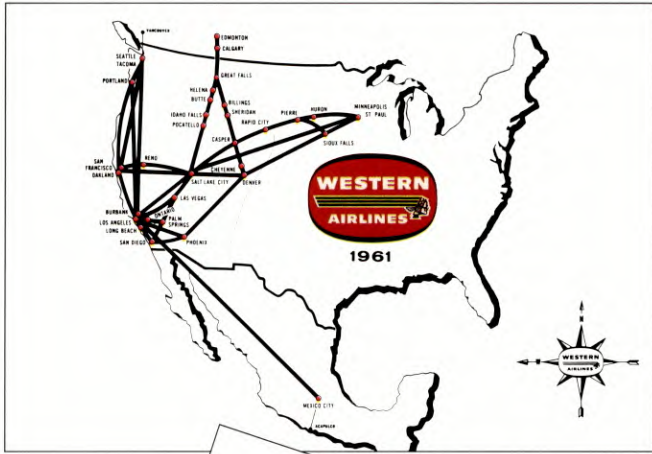 VANCOUVER
EDMONTON
CALGARY
SEATTLE
TACOMA
PORTLAND
GREAT FALLS
HELENA
BUTTE
BILLINGS
SHERIDAN
IDAHO FALLS
POCATELLO
CASPER
RAPID CITY
PIERRE
HURON
MINNEAPOLIS
ST PAUL
SIOUX FALLS
SAN
FRANCISCO
OAKLAND
RENO
SALT LAKE CITY
CHEYENNE
DENVER
LAS VEGAS
BURBANK
ONTARIO
LOS ANGELES
LONG BEACH
PALM
SPRINGS
SAN DIEGO
PHOENIX
WESTERN
AIRLINES
1961
MEXICO CITY
ACAPULCO
N
W
E
WESTERN
AIRLINES
S